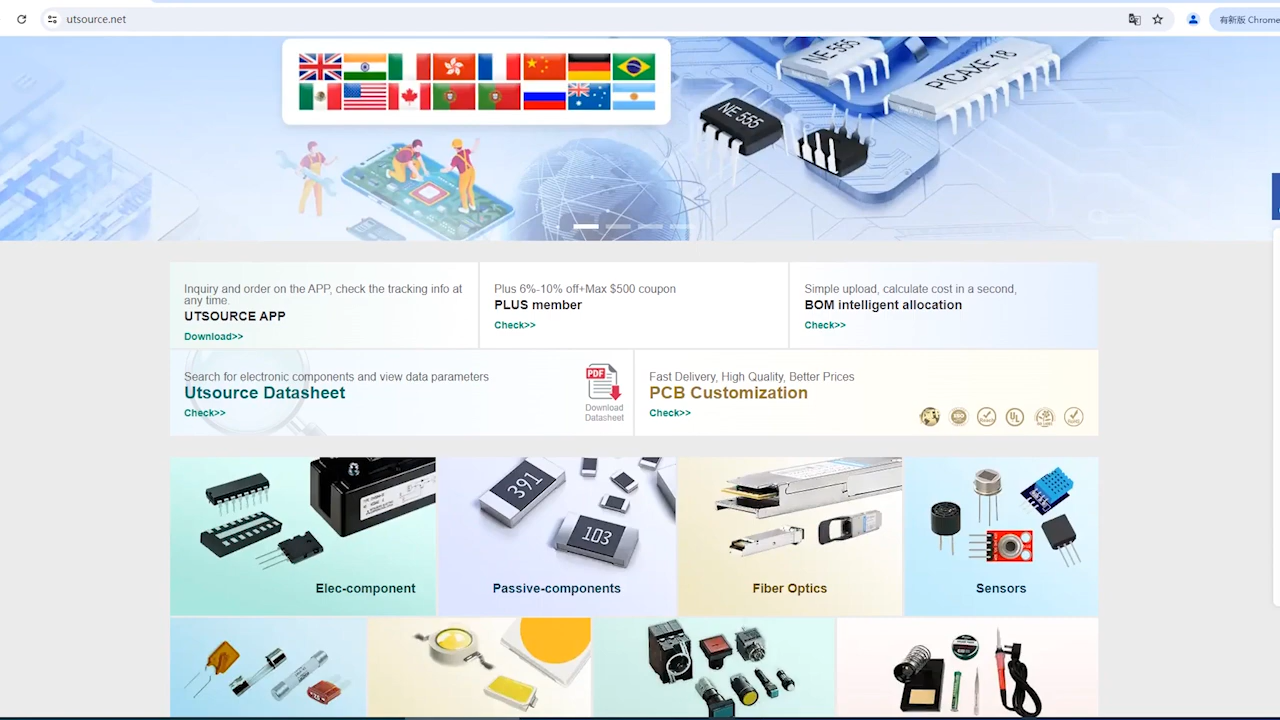 utsource.net
有新版 Chrome
NE 555
PICAXE-18
NE 555
Inquiry and order on the APP, check the tracking info at
any time.
UTSOURCE APP
Download>>
Plus 6%-10% off+Max $500 coupon
PLUS member
Check>>
Simple upload, calculate cost in a second,
BOM intelligent allocation
Check>>
Search for electronic components and view data parameters
Utsource Datasheet
Check>>
PDF
Download
Datasheet
Fast Delivery, High Quality, Better Prices
PCB Customization
Check>>
391
103
Elec-component
Passive-components
Fiber Optics
Sensors